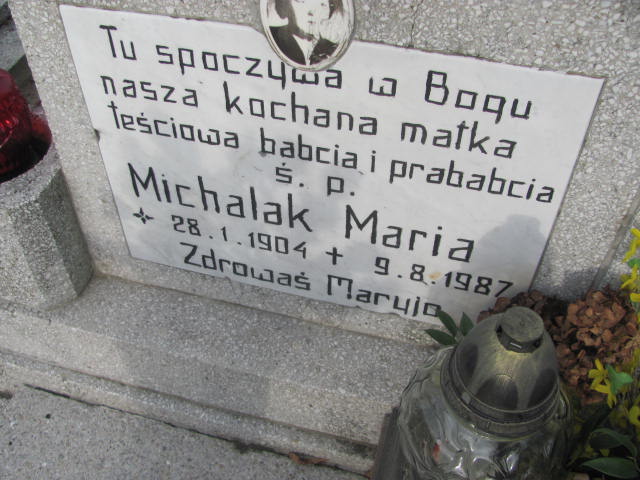 Tu spoczywa w Bogu
nasza kochana matka
teściowa babcia i prababcia
ś. p.
Michalak Maria
28.1.1904 + 9.8.1987
Zdrowaś Maryjo